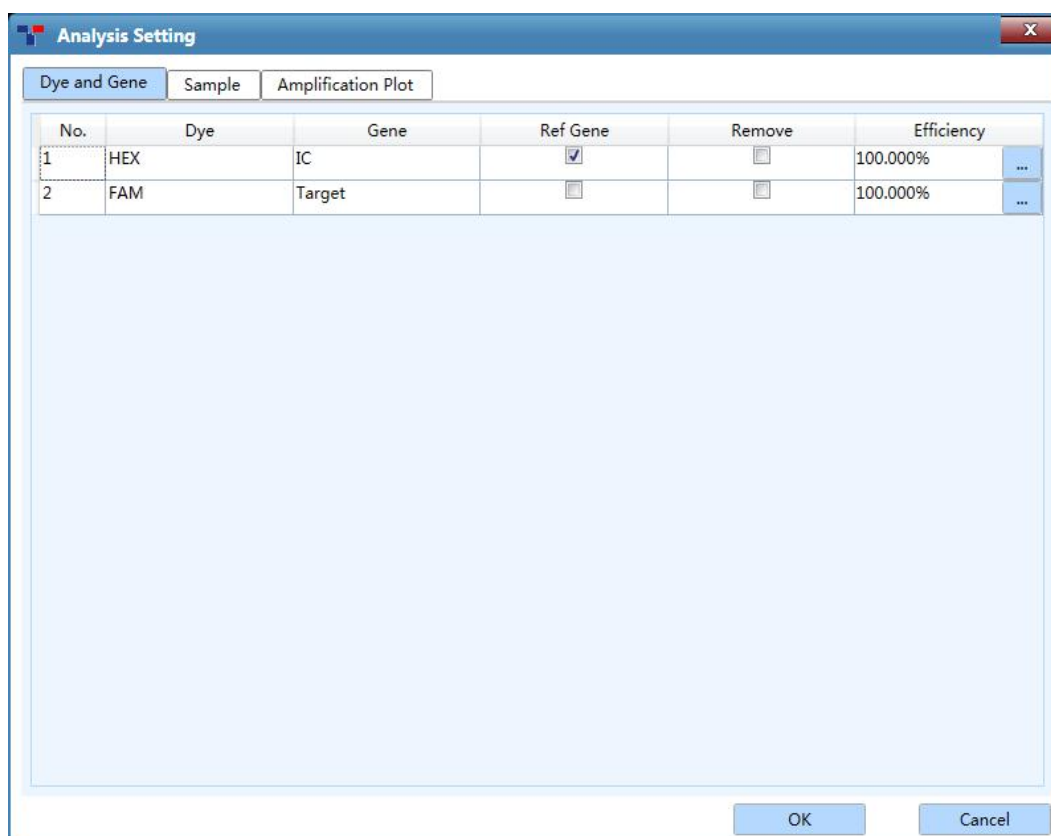 Analysis Setting
X
Dye and Gene Sample Amplification Plot
No. Dye Gene Ref Gene Remove Efficiency
1 HEX IC 100.000% ...
2 FAM Target 100.000% ...
OK Cancel